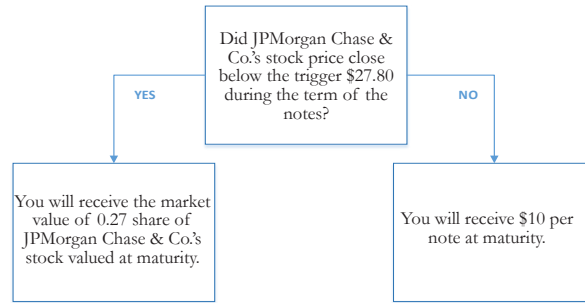 Did JPMorgan Chase &
Co.'s stock price close
below the trigger $27.80
during the term of the
notes?
YES
NO
You will receive the market
value of 0.27 share of
JPMorgan Chase & Co.'s
stock valued at maturity.
You will receive $10 per
note at maturity.